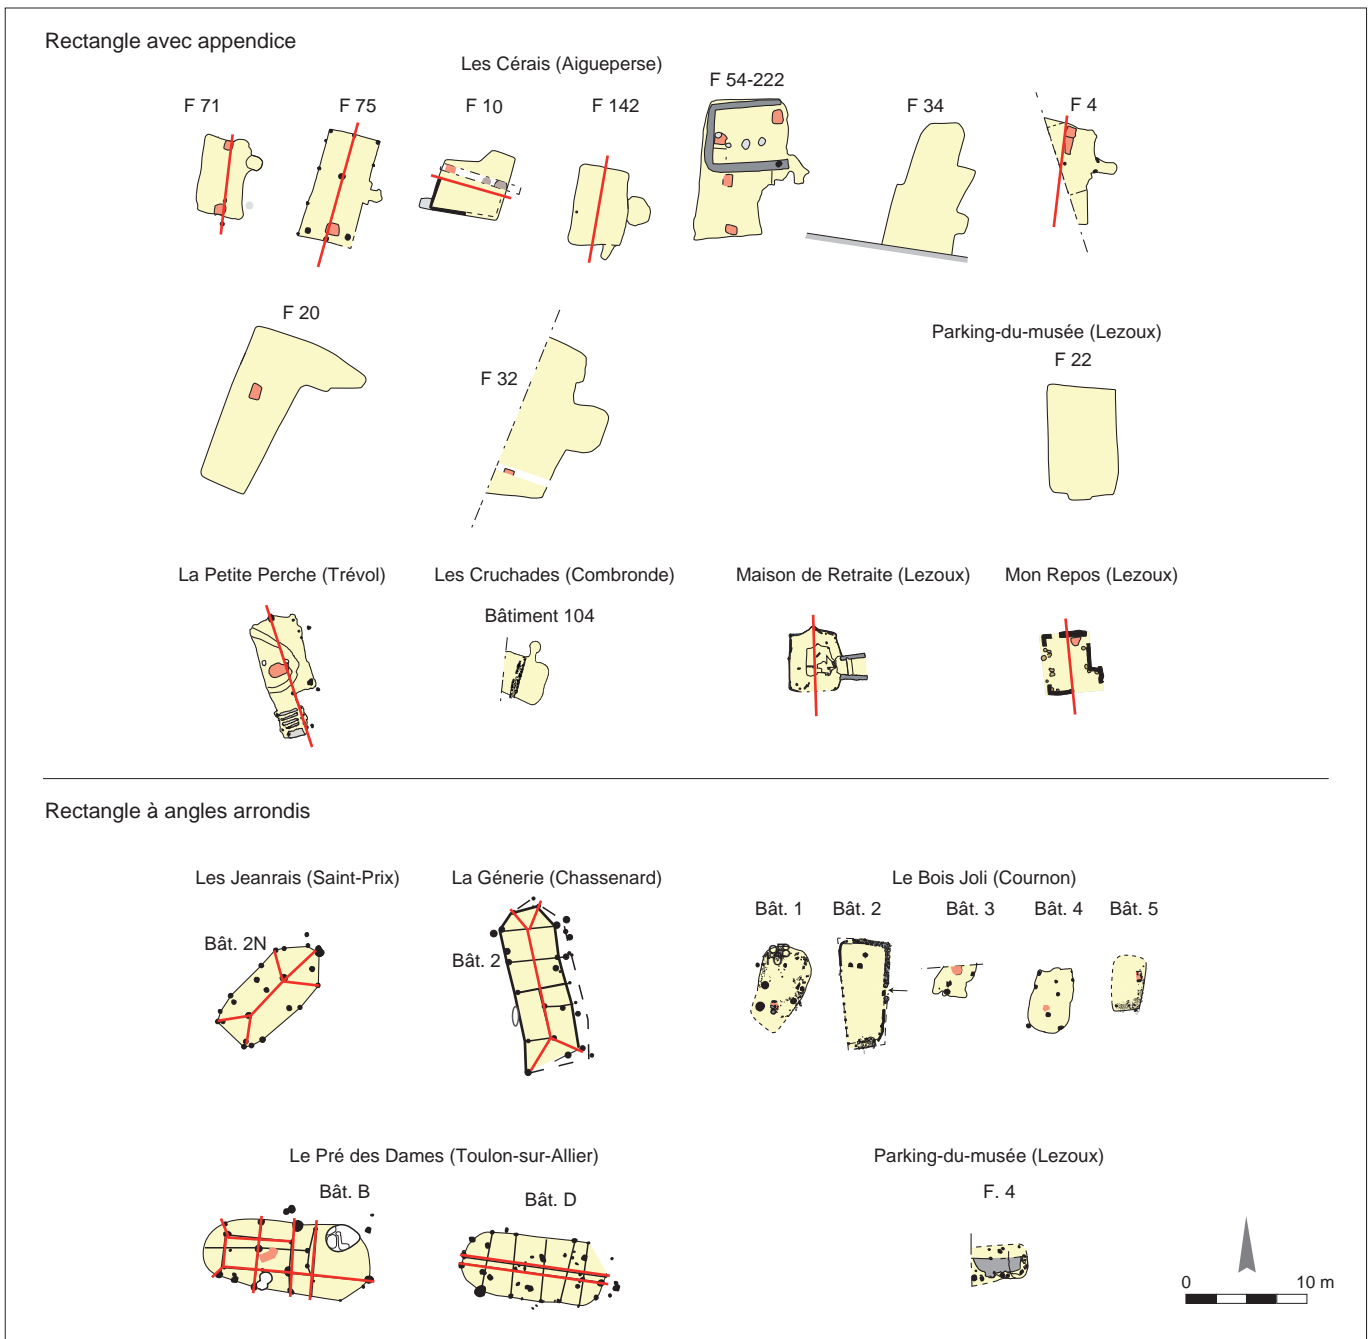 Rectangle avec appendice
Les Cérais (Aigueperse)
F 71
F 75
F 10
F 142
F 54-222
F 34
F 4
F 20
F 32
Parking-du-musée (Lezoux)
F 22
La Petite Perche (Trévol)
Les Cruchades (Combronde)
Bâtiment 104
Maison de Retraite (Lezoux)
Mon Repos (Lezoux)
Rectangle à angles arrondis
Les Jeanrais (Saint-Prix)
Bât. 2N
La Génerie (Chassenard)
Bât. 2
Le Bois Joli (Cournon)
Bât. 1
Bât. 2
Bât. 3
Bât. 4
Bât. 5
Le Pré des Dames (Toulon-sur-Allier)
Bât. B
Bât. D
Parking-du-musée (Lezoux)
F. 4
0 10 m